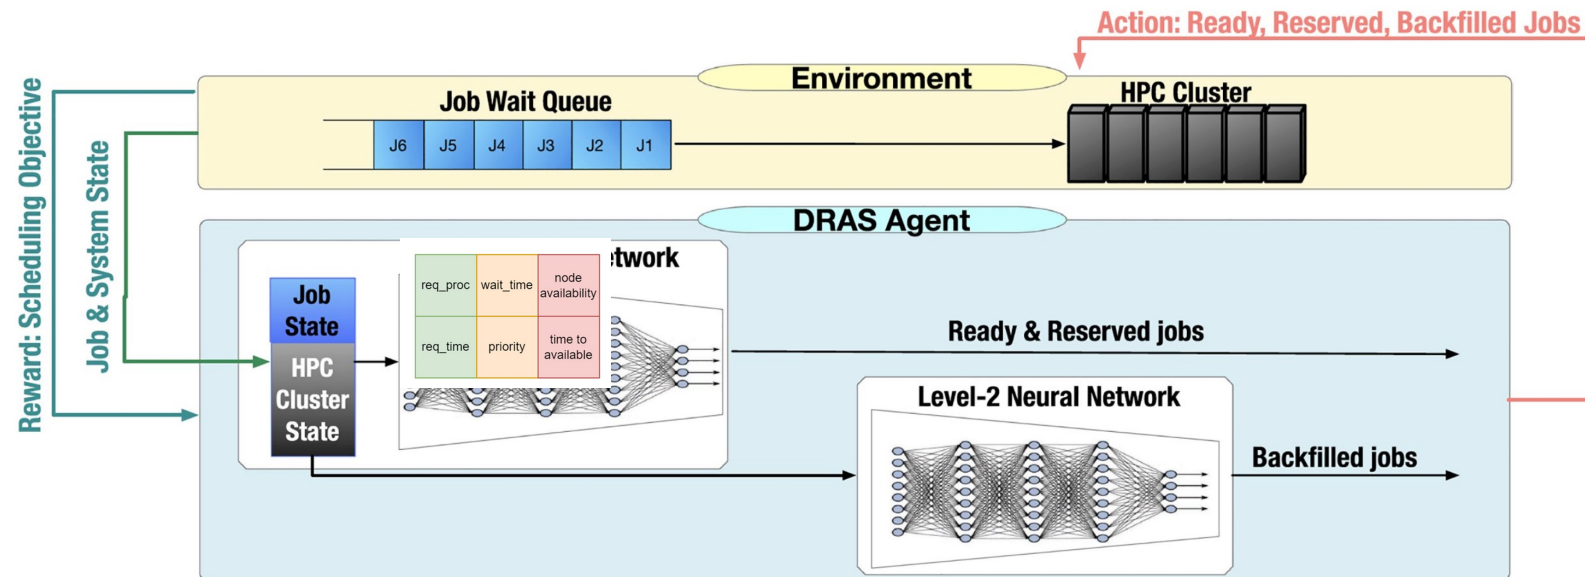 Action: Ready, Reserved, Backfilled Jobs
Environment
Job Wait Queue
HPC Cluster
J6 J5 J4 J3 J2 J1
Reward: Scheduling Objective
Job & System State
DRAS Agent
Job
State
HPC
Cluster
State
req_proc wait_time node
availability
req_time priority time to
available
Ready & Reserved jobs
Level-2 Neural Network
Backfilled jobs